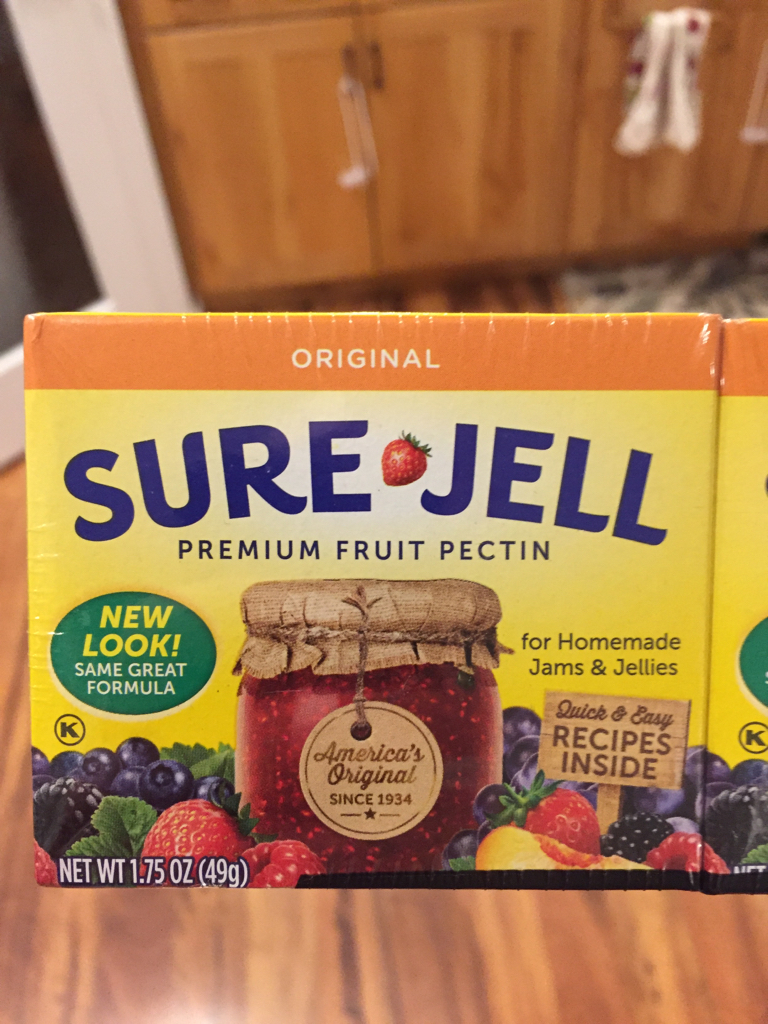 ORIGINAL
SURE JELL
PREMIUM FRUIT PECTIN
NEW
LOOK!
SAME GREAT
FORMULA
for Homemade
Jams & Jellies
K
Quick & Easy
RECIPES
INSIDE
America's
Original
SINCE 1934
NET WT 1.75 OZ (49g)
K
NET